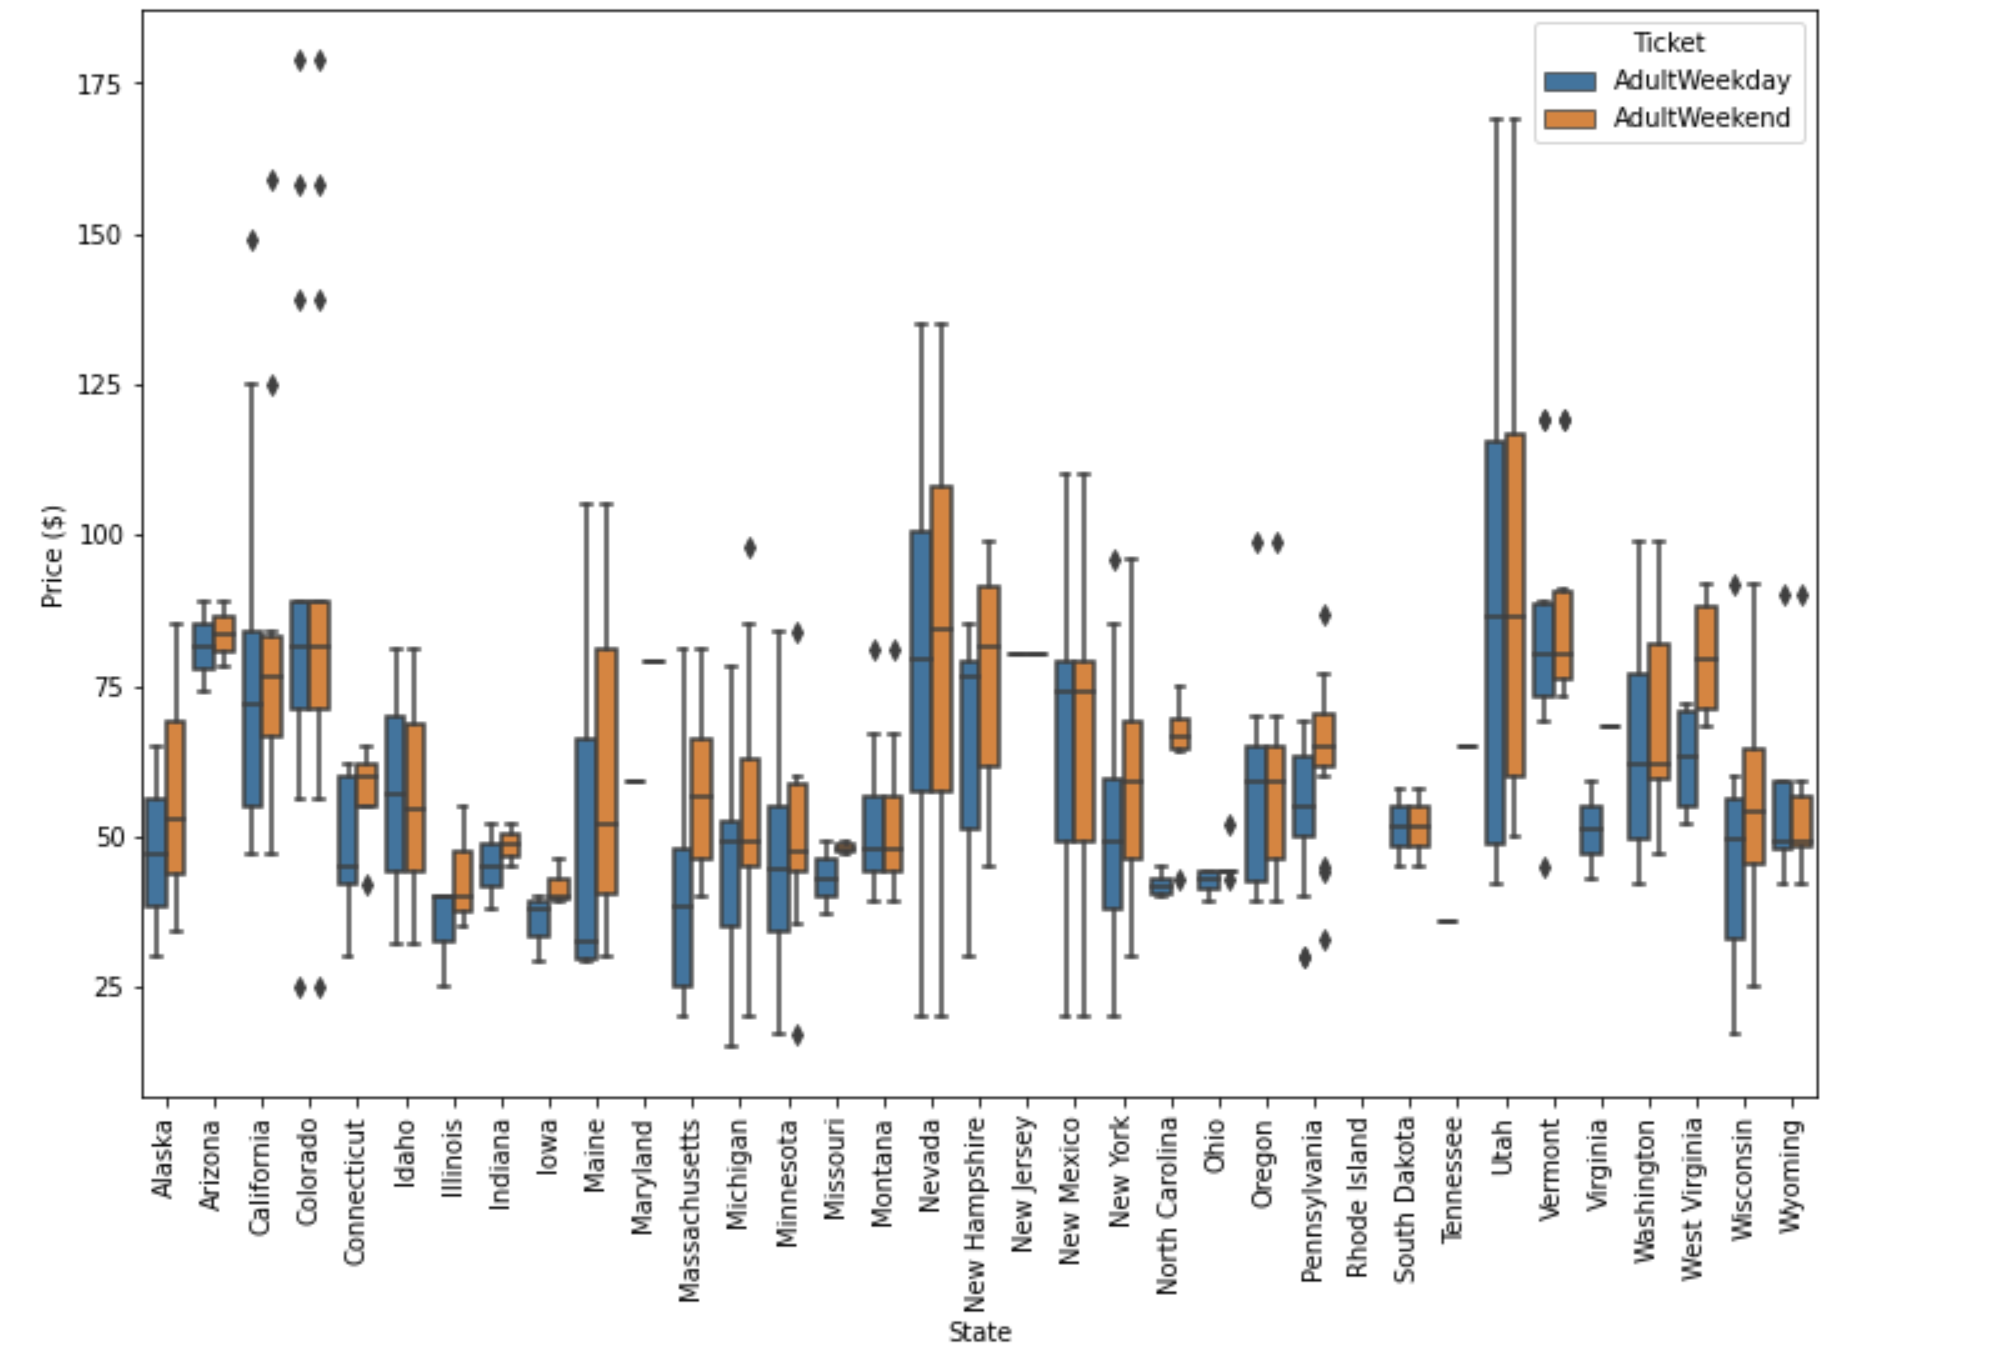 Ticket
AdultWeekday
AdultWeekend
175
150
125
100
75
50
25
Price ($)
Alaska
Arizona
California
Colorado
Connecticut
Idaho
Illinois
Indiana
Iowa
Maine
Maryland
Massachusetts
Michigan
Minnesota
Missouri
Montana
Nevada
New Hampshire
New Jersey
New Mexico
New York
North Carolina
Ohio
Oregon
Pennsylvania
Rhode Island
South Dakota
Tennessee
Utah
Vermont
Virginia
Washington
West Virginia
Wisconsin
Wyoming
State